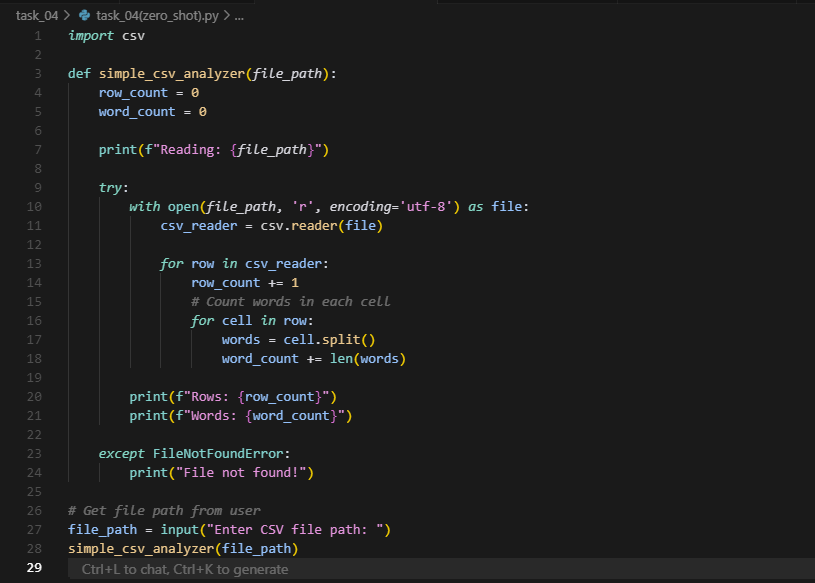 task_04 > task_04(zero_shot).py > ...
1 import csv
2
3 def simple_csv_analyzer(file_path):
4     row_count = 0
5     word_count = 0
6
7     print(f"Reading: {file_path}")
8
9     try:
10         with open(file_path, 'r', encoding='utf-8') as file:
11             csv_reader = csv.reader(file)
12
13             for row in csv_reader:
14                 row_count += 1
15                 # Count words in each cell
16                 for cell in row:
17                     words = cell.split()
18                     word_count += len(words)
19
20         print(f"Rows: {row_count}")
21         print(f"Words: {word_count}")
22
23     except FileNotFoundError:
24         print("File not found!")
25
26 # Get file path from user
27 file_path = input("Enter CSV file path: ")
28 simple_csv_analyzer(file_path)
29 Ctrl+L to chat, Ctrl+K to generate